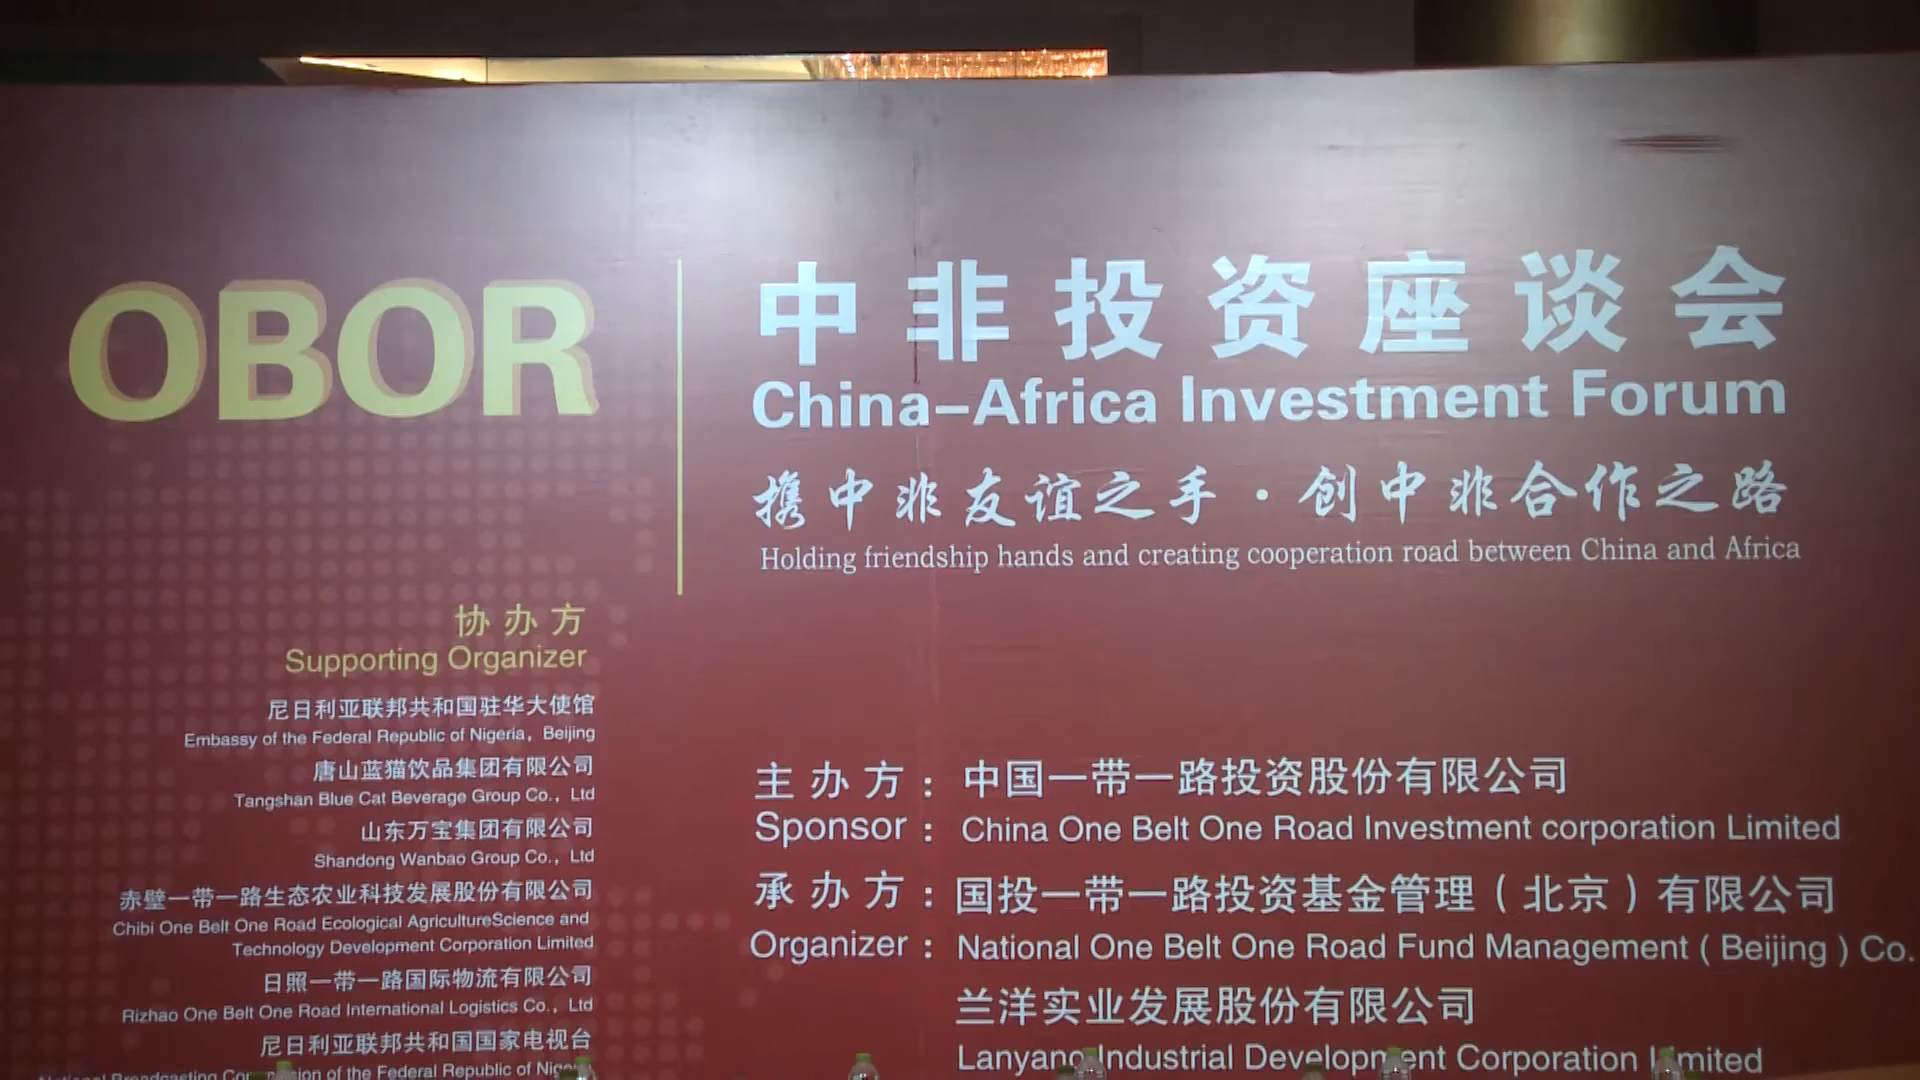 OBOR
中非投资座谈会
China-Africa Investment Forum
携中非友谊之手·创中非合作之路
Holding friendship hands and creating cooperation road between China and Africa
协办方
Supporting Organizer
尼日利亚联邦共和国驻华大使馆
Embassy of the Federal Republic of Nigeria, Beijing
唐山蓝猫饮品集团有限公司
Tangshan Blue Cat Beverage Group Co., Ltd
山东万宝集团有限公司
Shandong Wanbao Group Co., Ltd
赤壁一带一路生态农业科技发展股份有限公司
Chibi One Belt One Road Ecological AgricultureScience and
Technology Development Corporation Limited
日照一带一路国际物流有限公司
Rizhao One Belt One Road International Logistics Co., Ltd
尼日利亚联邦共和国国家电视台
National Broadcasting of the Federal Republic of
主办方：中国一带一路投资股份有限公司
Sponsor: China One Belt One Road Investment corporation Limited
承办方：国投一带一路投资基金管理（北京）有限公司
Organizer: National One Belt One Road Fund Management (Beijing) Co.
兰洋实业发展股份有限公司
Lanyang Industrial Development Corporation Limited